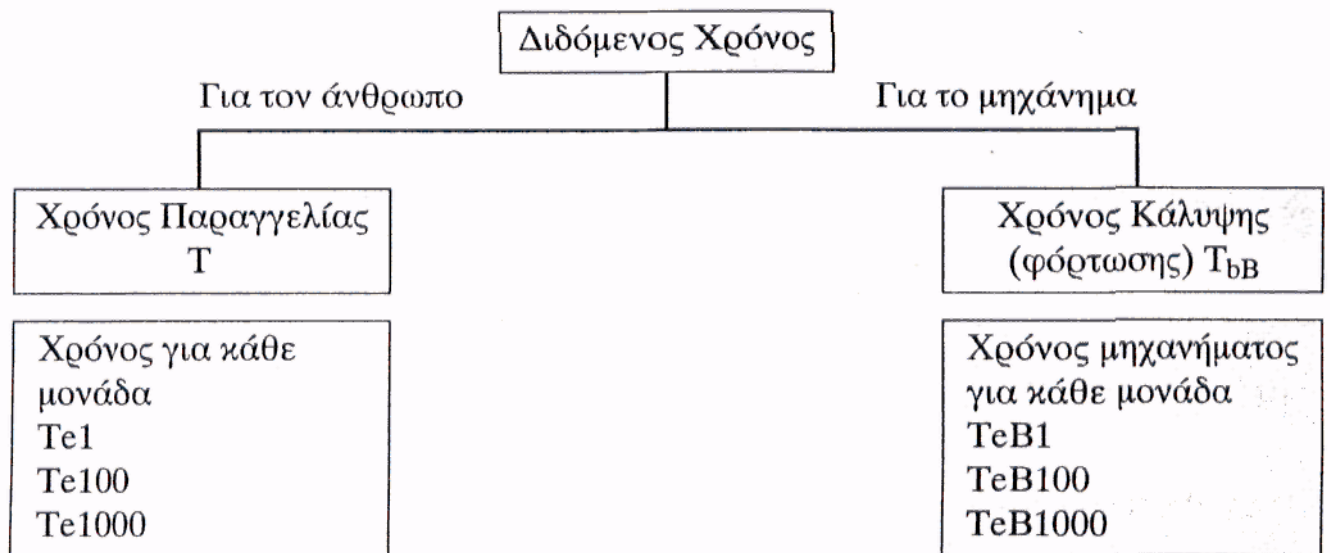 Διδόμενος Χρόνος
Για τον άνθρωπο
Για το μηχάνημα
Χρόνος Παραγγελίας
T
Χρόνος Κάλυψης
(φόρτωσης) TbB
Χρόνος για κάθε
μονάδα
Te1
Te100
Te1000
Χρόνος μηχανήματος
για κάθε μονάδα
TeB1
TeB100
TeB1000